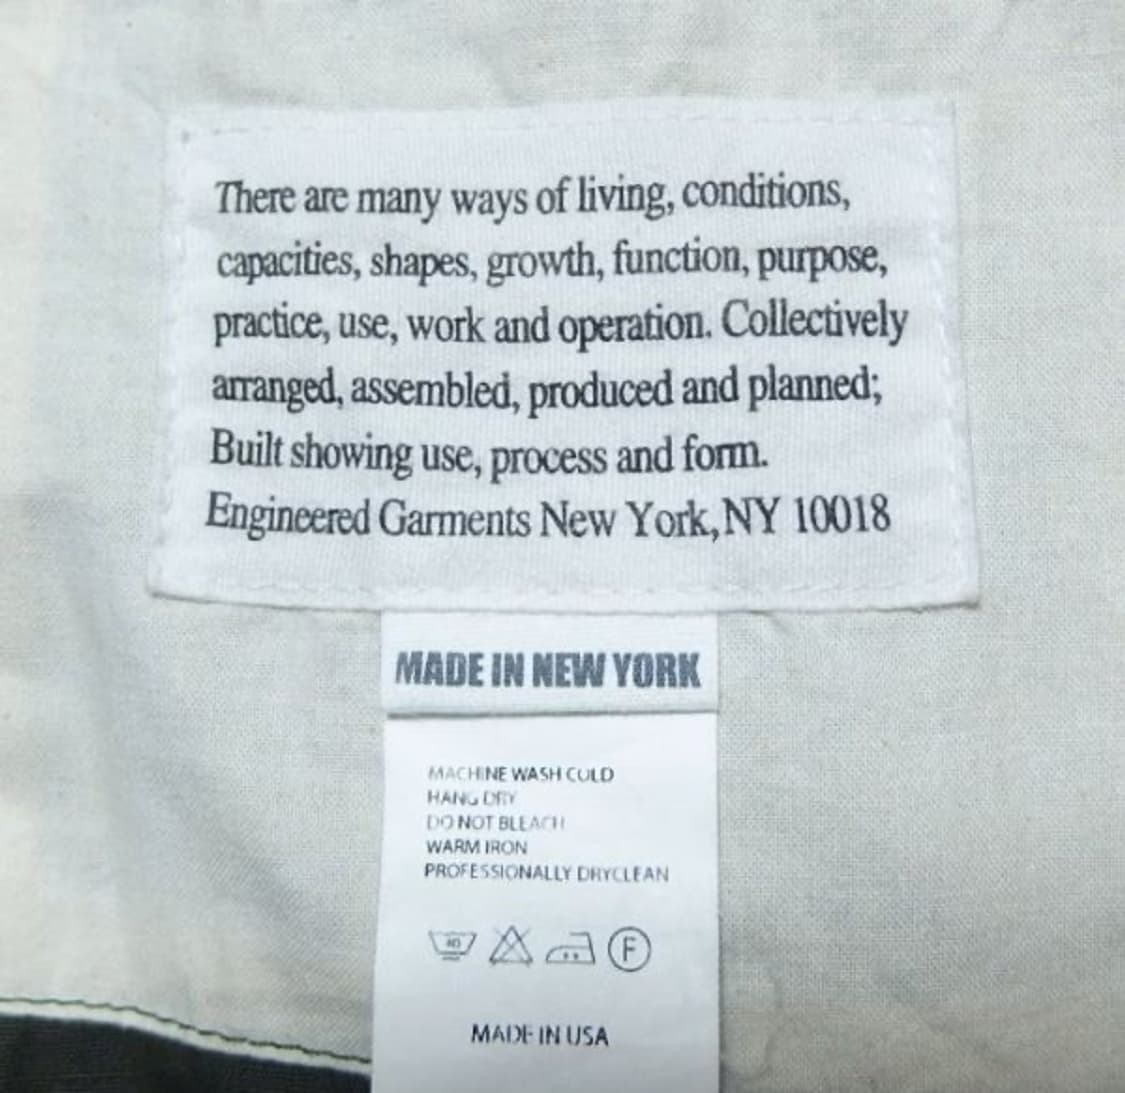 There are many ways of living, conditions,
capacities, shapes, growth, function, purpose,
practice, use, work and operation. Collectively
arranged, assembled, produced and planned;
Built showing use, process and form.
Engineered Garments New York, NY 10018
MADE IN NEW YORK
MACHINE WASH COLD
HANG DRY
DO NOT BLEACH
WARM IRON
PROFESSIONALLY DRYCLEAN
F
MADE IN USA